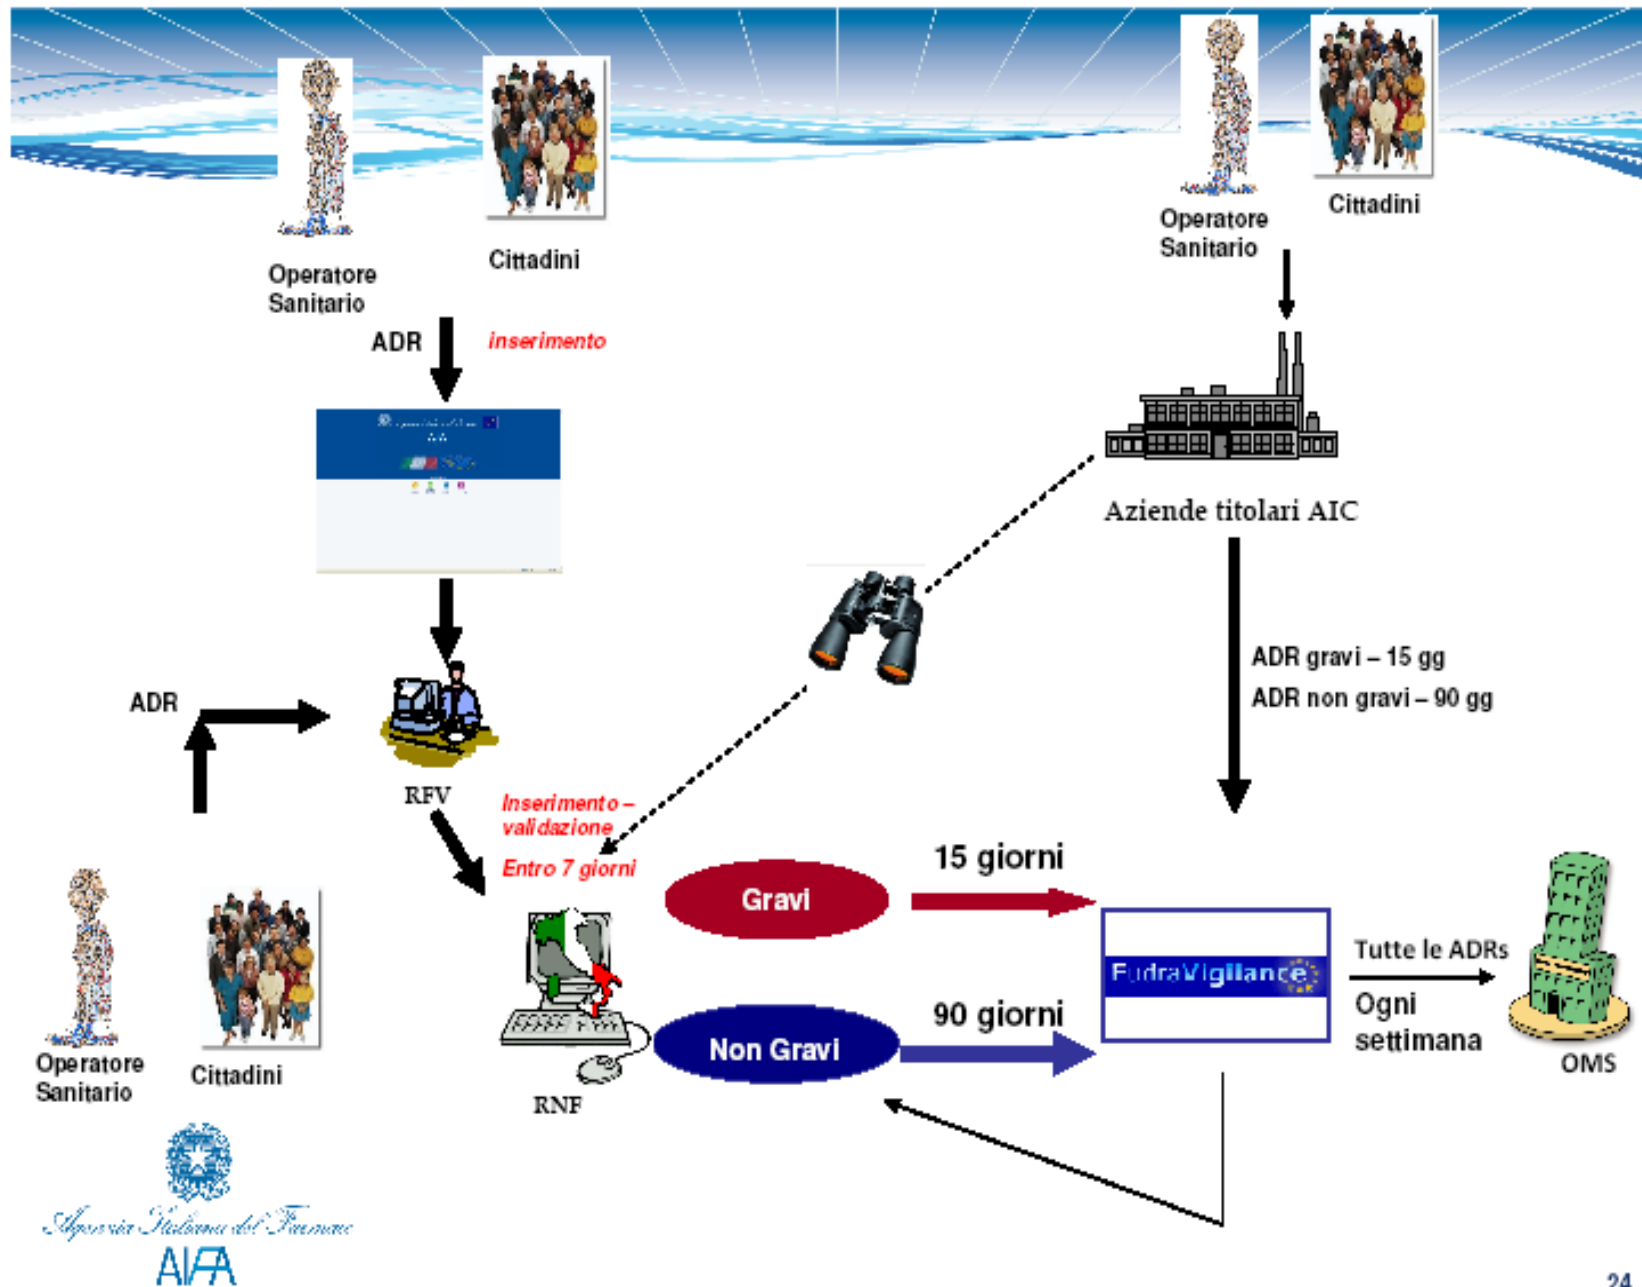 Operatore
Sanitario
Cittadini
Operatore
Sanitario
Cittadini
ADR
inserimento
Aziende titolari AIC
ADR gravi – 15 gg
ADR non gravi – 90 gg
ADR
RFV
Inserimento –
validazione
Entro 7 giorni
Gravi
15 giorni
Non Gravi
90 giorni
RNF
EudraVigilance
Tutte le ADRs
Ogni
settimana
OMS
Operatore
Sanitario
Cittadini
Agenzia Italiana del Farmaco
AIFA
24